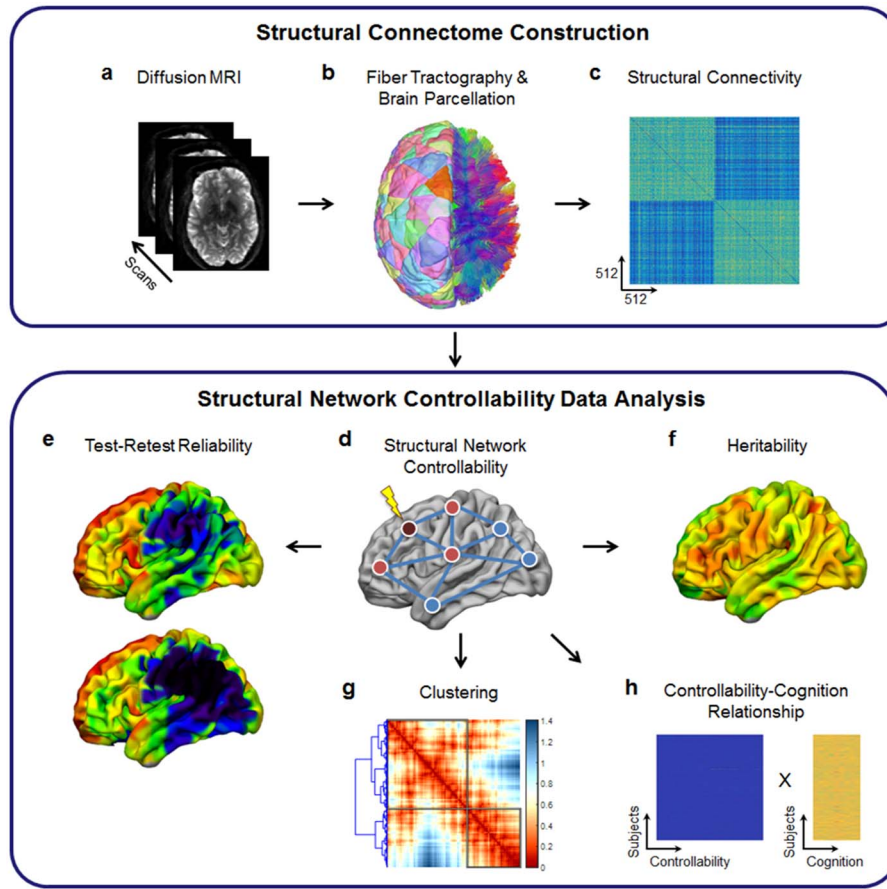 Structural Connectome Construction
a
Diffusion MRI
b
Fiber Tractography &
Brain Parcellation
c
Structural Connectivity
Scans
512
512
Structural Network Controllability Data Analysis
e
Test-Retest Reliability
d
Structural Network
Controllability
f
Heritability
g
Clustering
1.4
1.2
1
0.8
0.6
0.4
0.2
0
h
Controllability-Cognition
Relationship
Subjects
Controllability
X
Subjects
Cognition